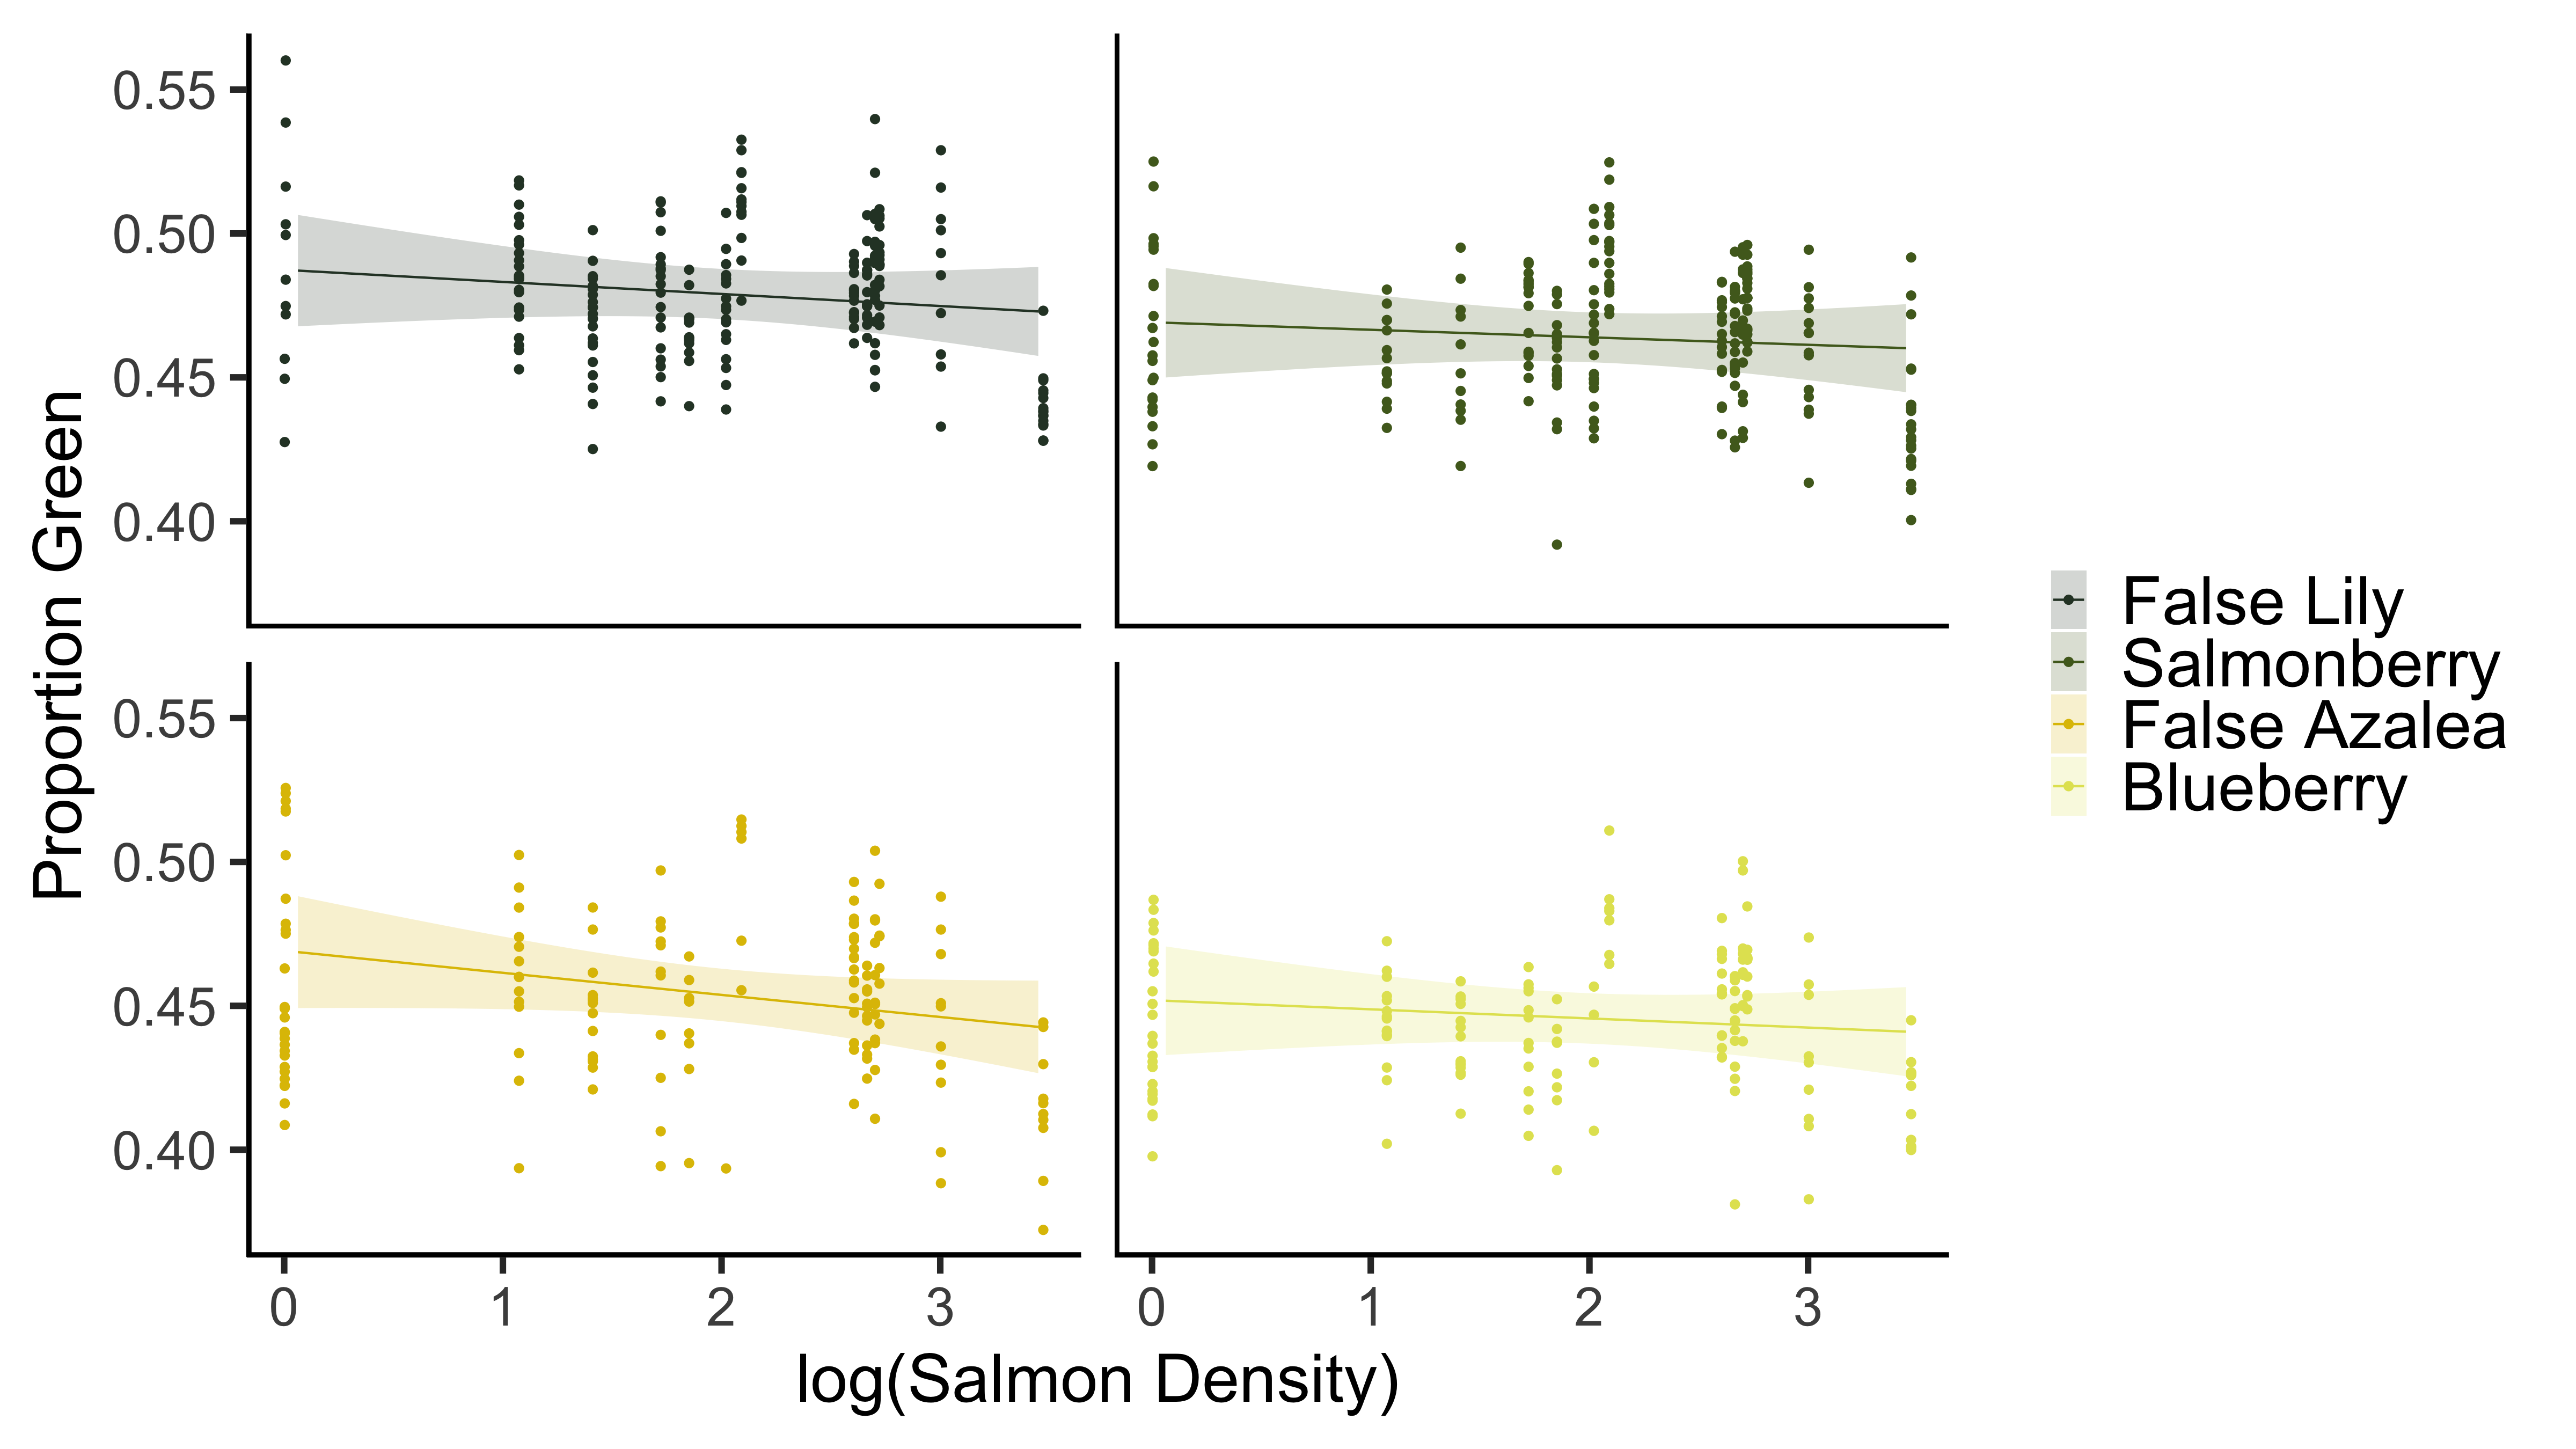 Proportion Green
0.55
0.50
0.45
0.40
0.55
0.50
0.45
0.40
0 1 2 3
0 1 2 3
log(Salmon Density)
False Lily
Salmonberry
False Azalea
Blueberry